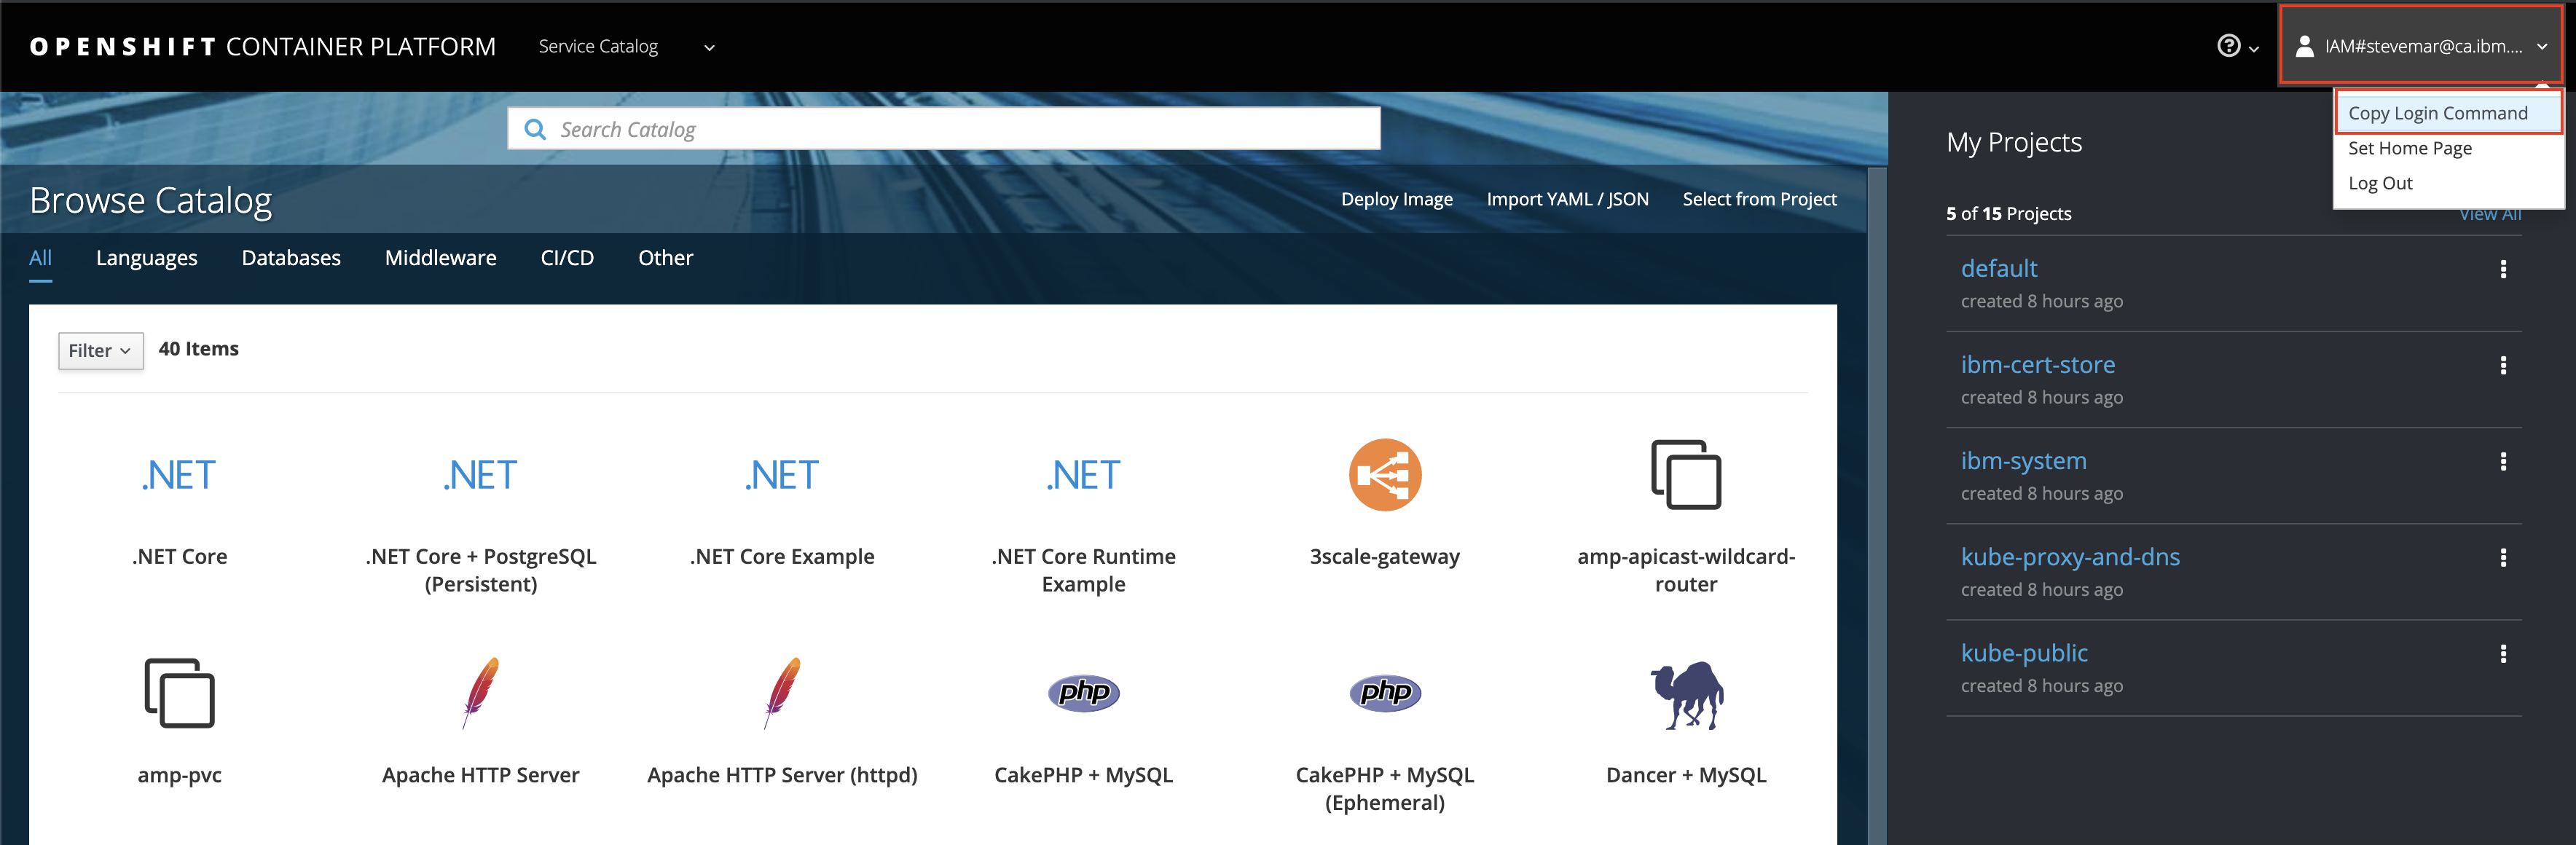 OPENSHIFT CONTAINER PLATFORM
Service Catalog
IAM#stevemar@ca.ibm....
Copy Login Command
Set Home Page
Log Out
Search Catalog
Browse Catalog
Deploy Image
Import YAML / JSON
Select from Project
All
Languages
Databases
Middleware
CI/CD
Other
Filter
40 Items
.NET
.NET Core
.NET
.NET Core + PostgreSQL
(Persistent)
.NET
.NET Core Example
.NET
.NET Core Runtime
Example
3scale-gateway
amp-apicast-wildcard-
router
amp-pvc
Apache HTTP Server
Apache HTTP Server (httpd)
php
CakePHP + MySQL
php
CakePHP + MySQL
(Ephemeral)
Dancer + MySQL
My Projects
5 of 15 Projects
View All
default
created 8 hours ago
ibm-cert-store
created 8 hours ago
ibm-system
created 8 hours ago
kube-proxy-and-dns
created 8 hours ago
kube-public
created 8 hours ago